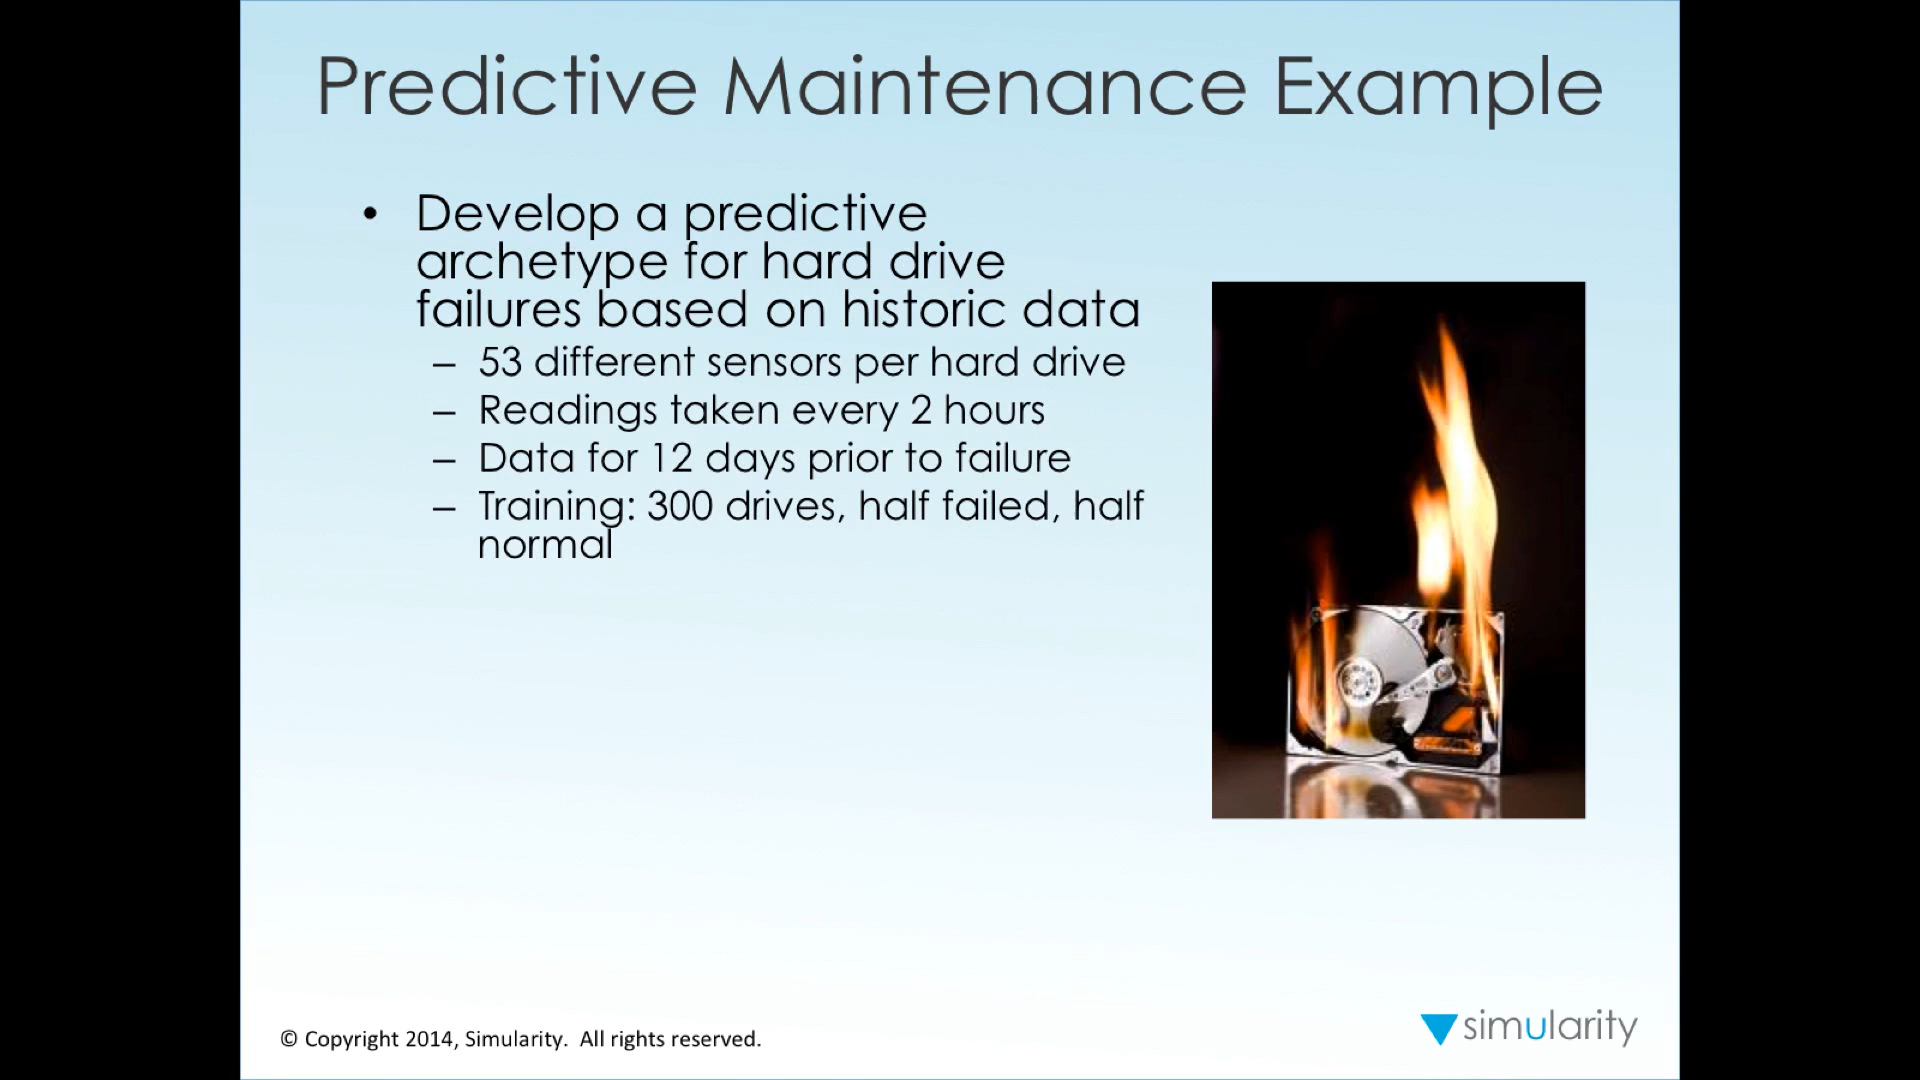 Predictive Maintenance Example
• Develop a predictive
archetype for hard drive
failures based on historic data
– 53 different sensors per hard drive
– Readings taken every 2 hours
– Data for 12 days prior to failure
– Training: 300 drives, half failed, half
normal
© Copyright 2014, Simularity.  All rights reserved.
simularity